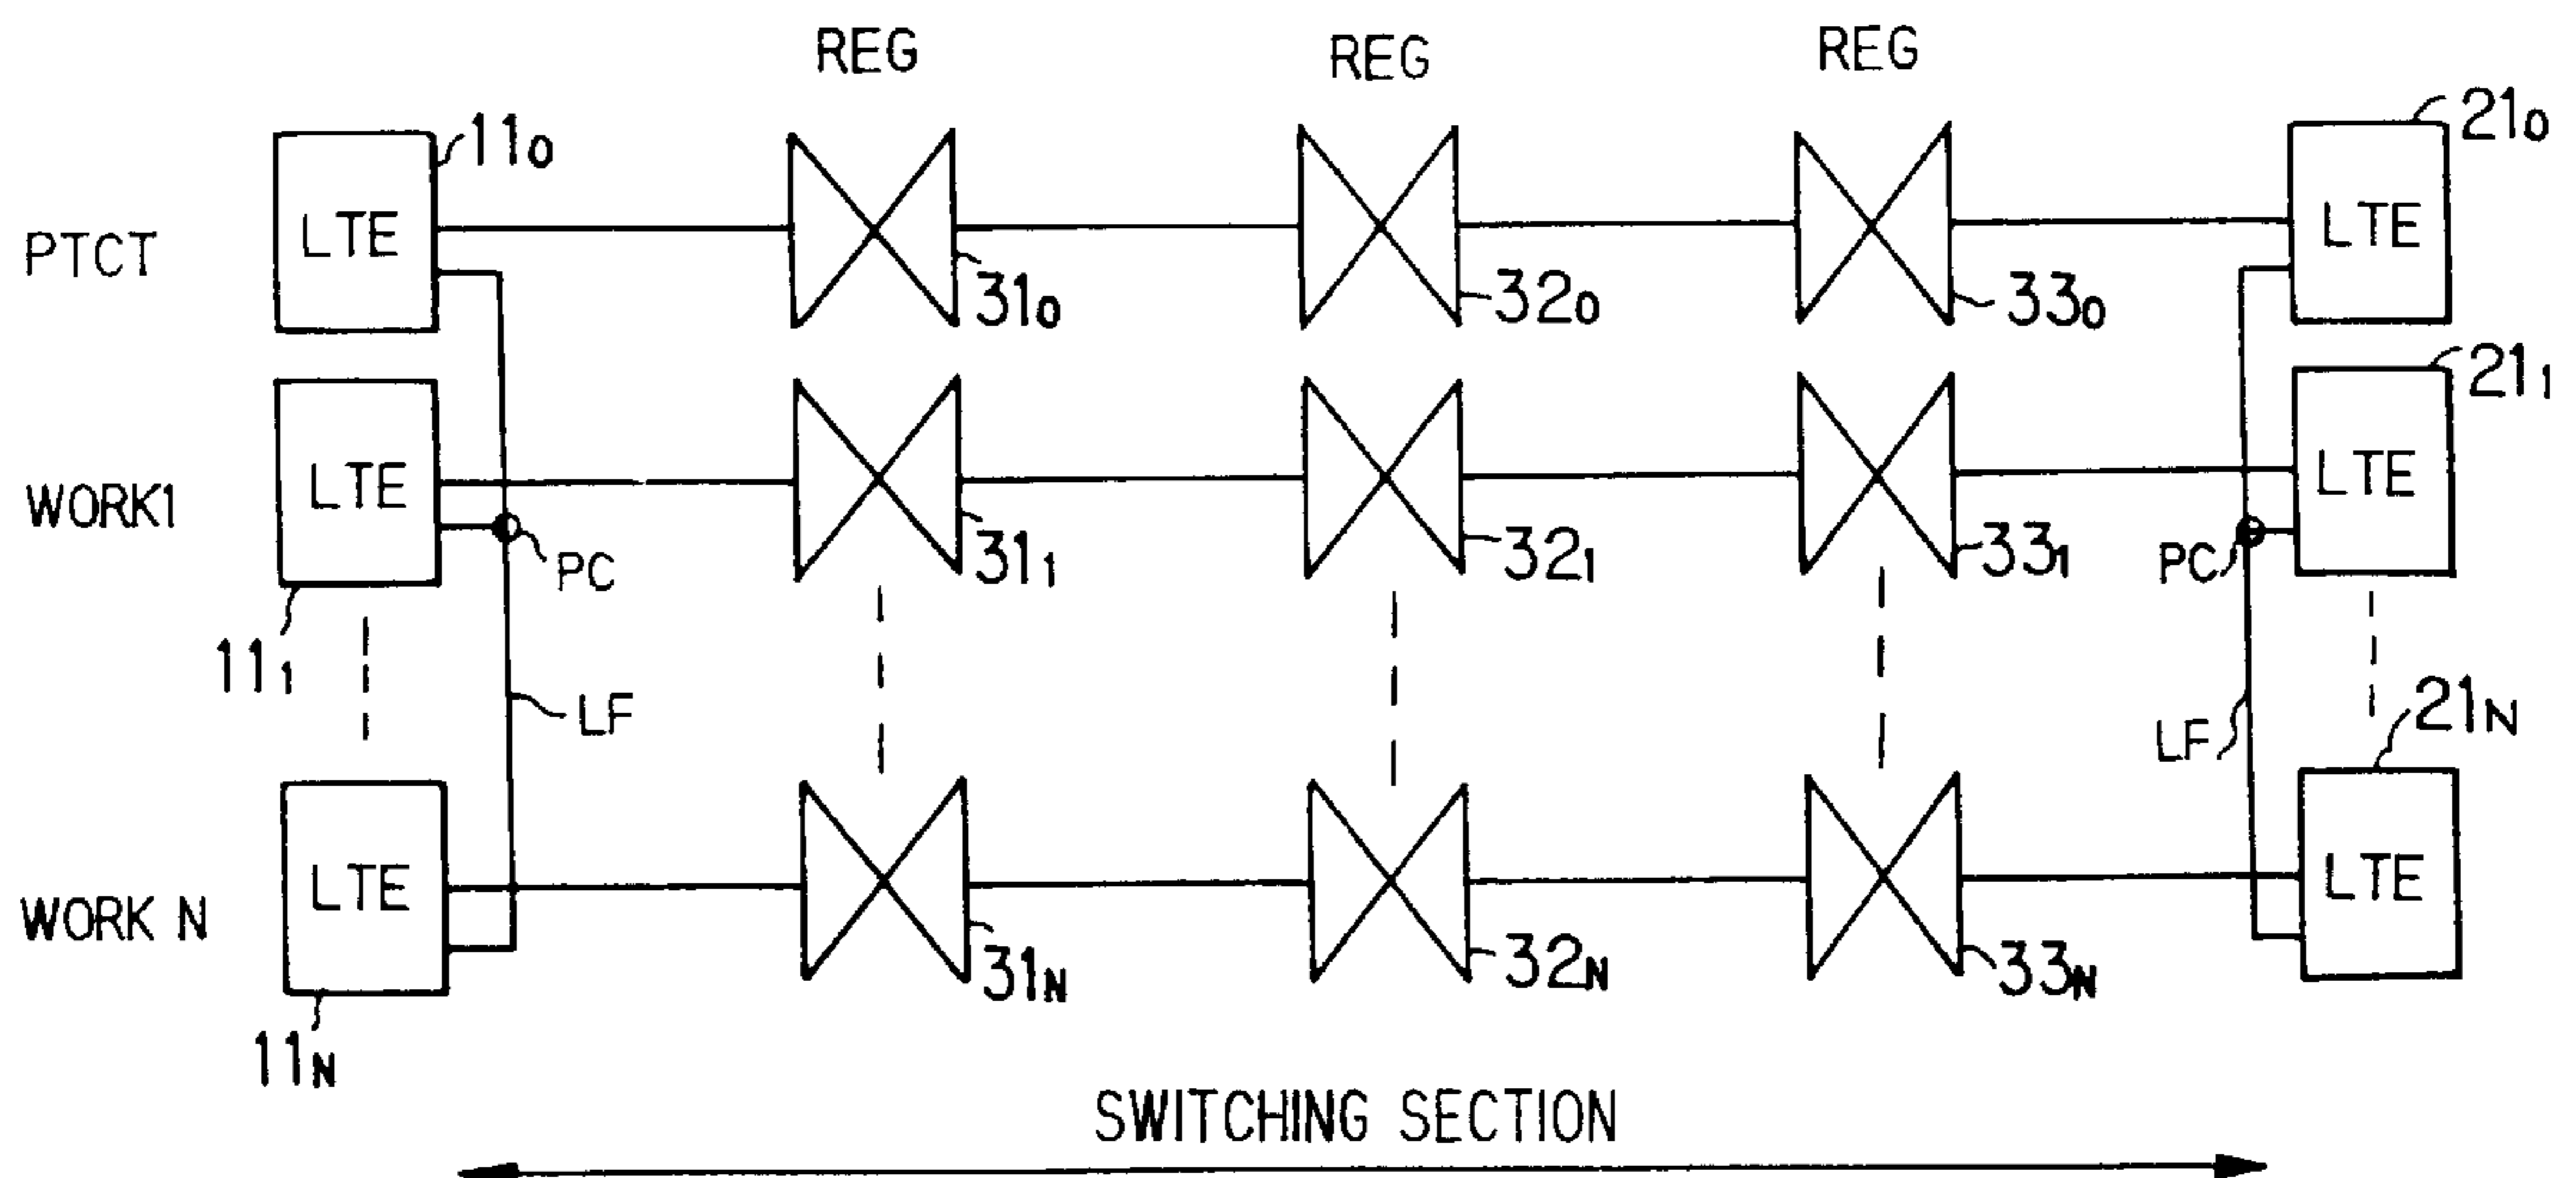 REG REG REG
11₀ 21₀
PTCT LTE LTE
31₀ 32₀ 33₀
21₁
WORK1 LTE LTE
PC 31₁ 32₁ 33₁ PC
11₁
LF LF 21N
WORK N LTE LTE
31N 32N 33N
11N
SWITCHING SECTION